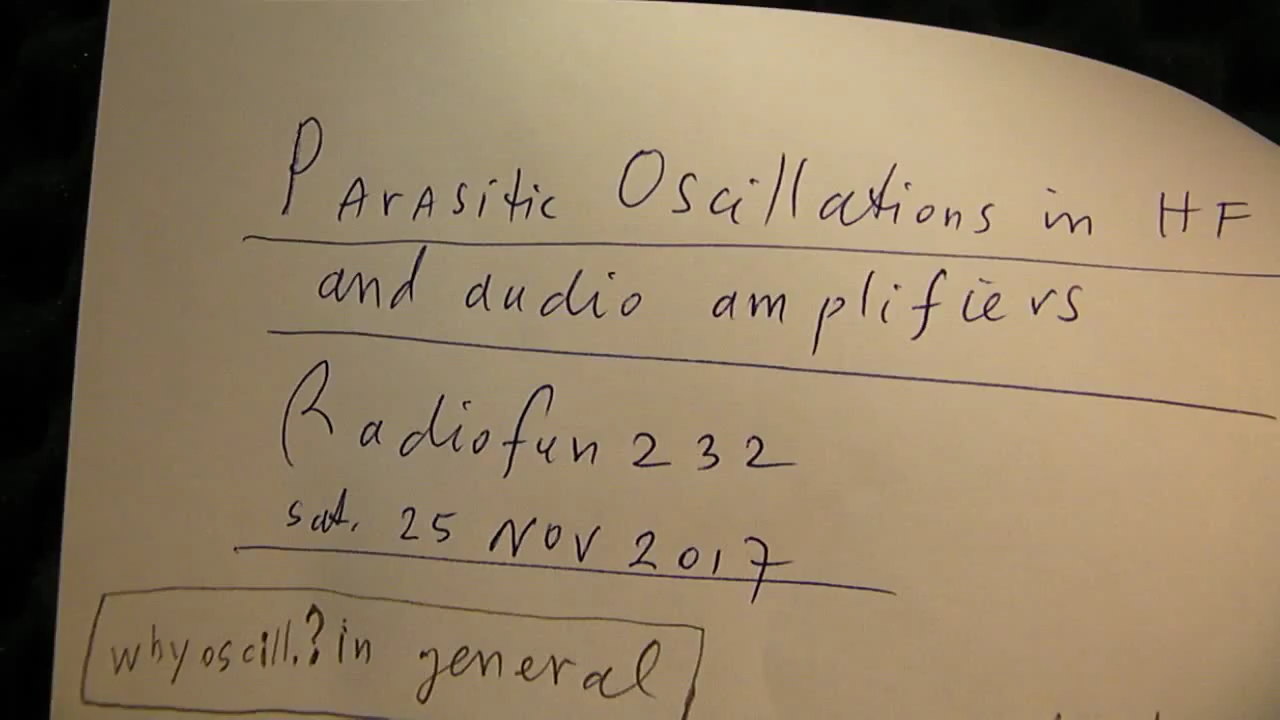 Parasitic Oscillations in HF
and audio amplifiers
Radiofun 232
sat. 25 NOV 2017
why oscill.? in general